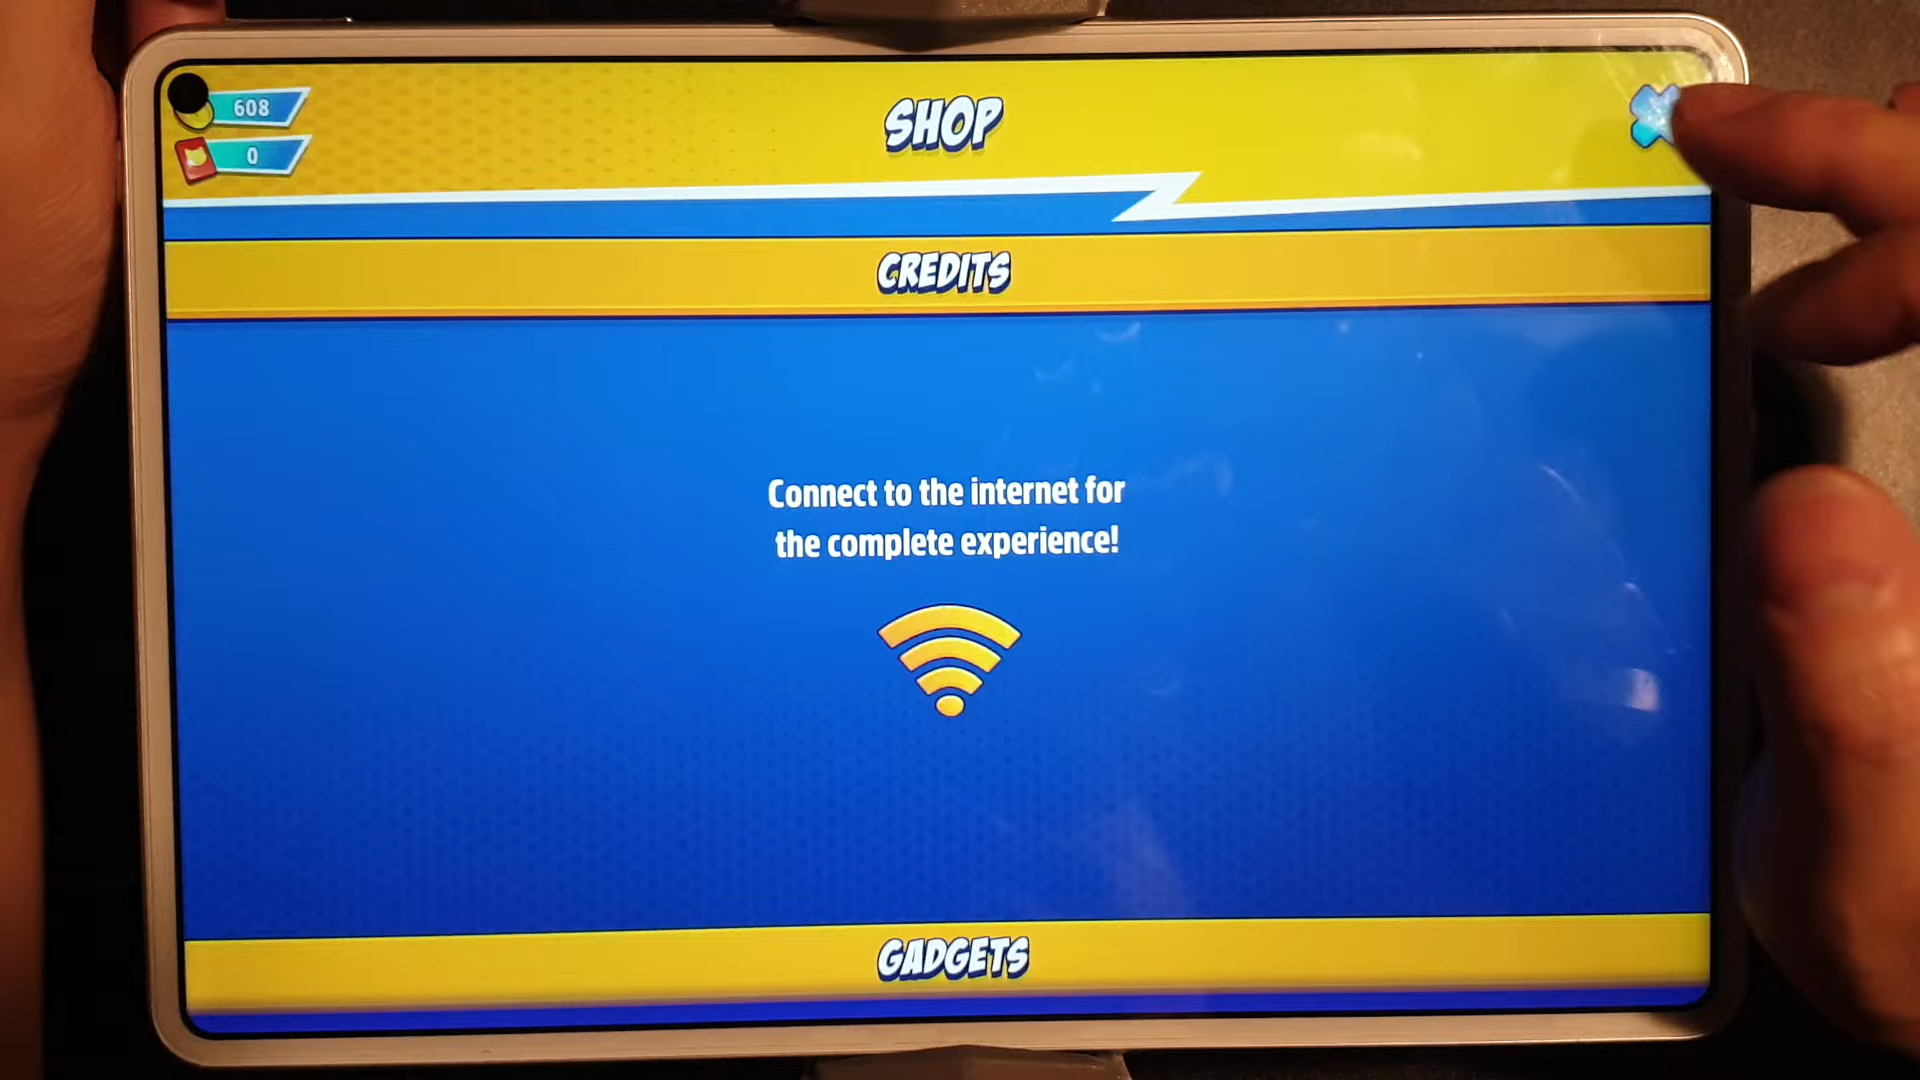 608
0
SHOP
CREDITS
Connect to the internet for
the complete experience!
GADGETS